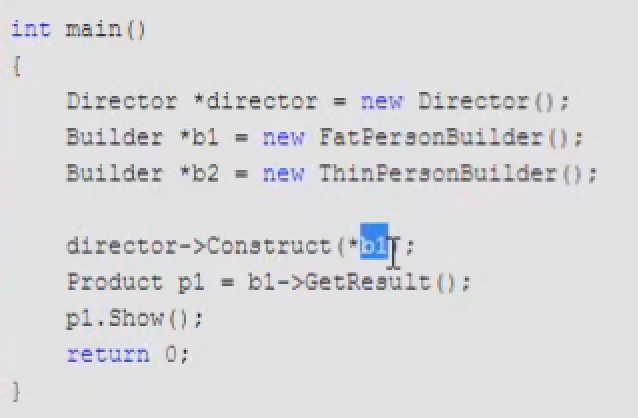 int main()
{
Director *director = new Director();
Builder *b1 = new FatPersonBuilder();
Builder *b2 = new ThinPersonBuilder();
director->Construct(*b1);
Product p1 = b1->GetResult();
p1.Show();
return 0;
}